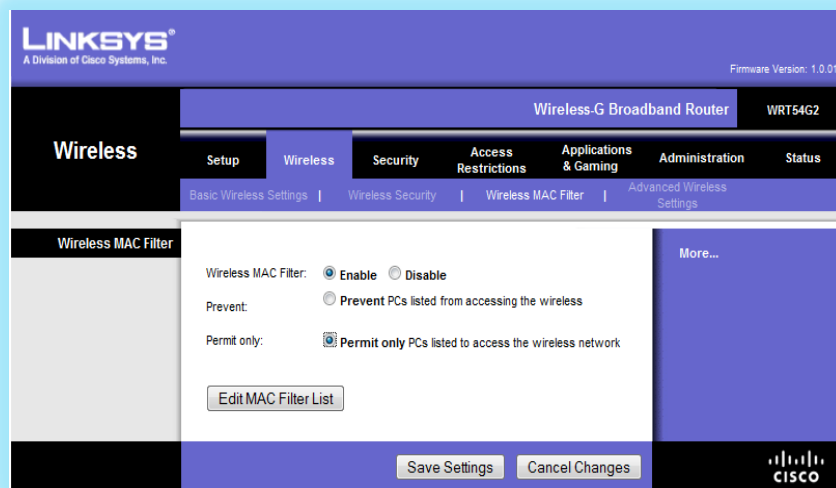 LINKSYS®
A Division of Cisco Systems, Inc.
Firmware Version: 1.0.01
Wireless-G Broadband Router WRT54G2
Wireless
Setup Wireless Security Access Restrictions Applications & Gaming Administration Status
Basic Wireless Settings | Wireless Security | Wireless MAC Filter | Advanced Wireless Settings
Wireless MAC Filter
More...
Wireless MAC Filter: Enable Disable
Prevent: Prevent PCs listed from accessing the wireless
Permit only: Permit only PCs listed to access the wireless network
Edit MAC Filter List
Save Settings Cancel Changes
CISCO